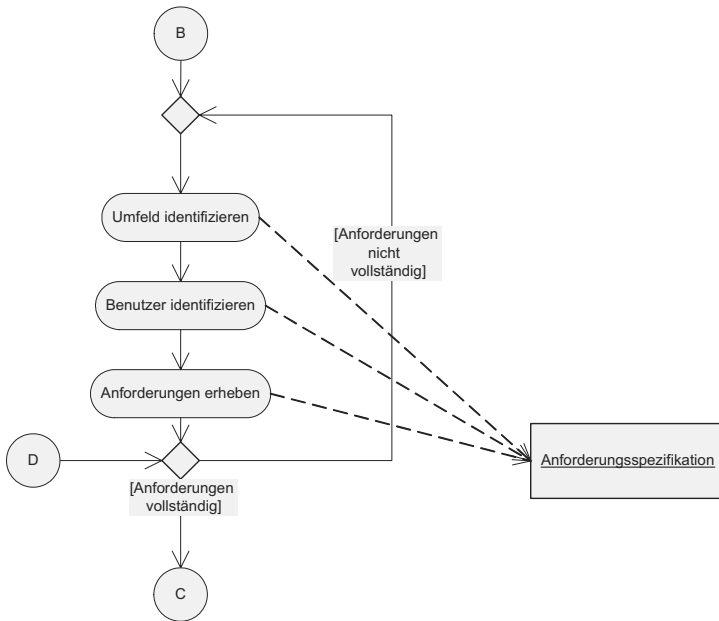 B
Umfeld identifizieren
[Anforderungen
nicht
vollständig]
Benutzer identifizieren
Anforderungen erheben
D
Anforderungsspezifikation
[Anforderungen
vollständig]
C